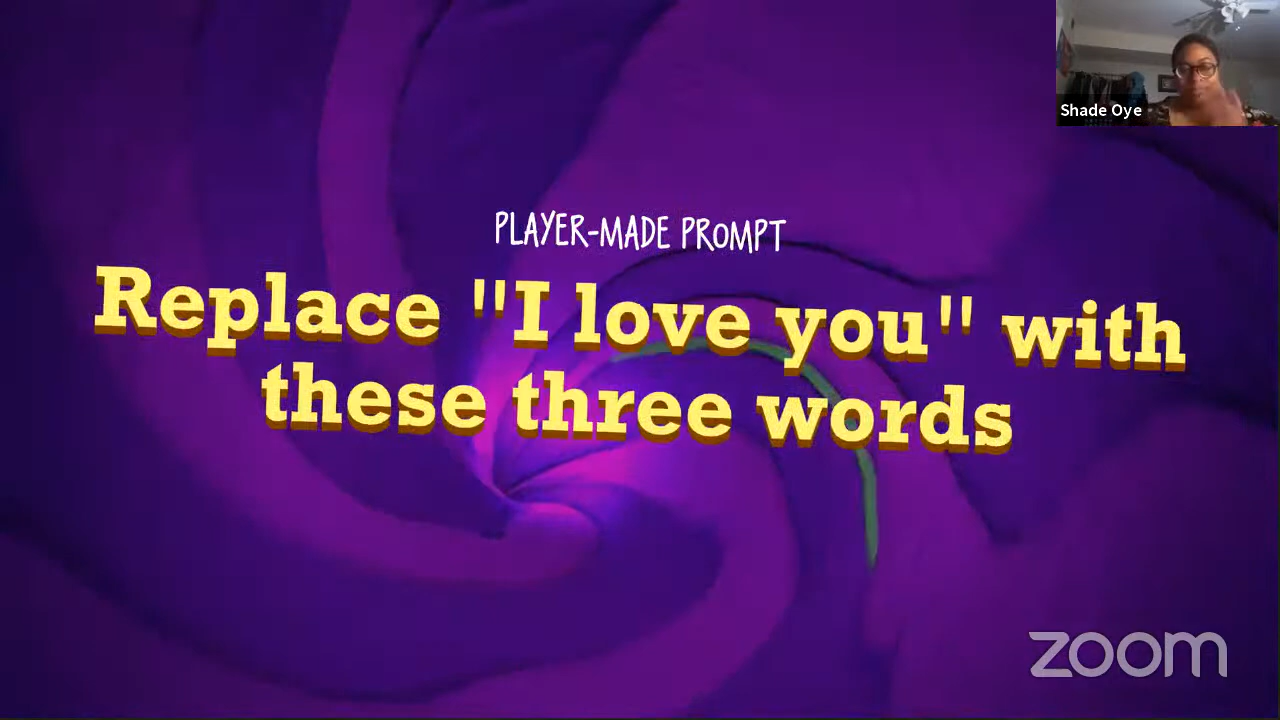 Shade Oye
PLAYER-MADE PROMPT
Replace "I love you" with
these three words
zoom